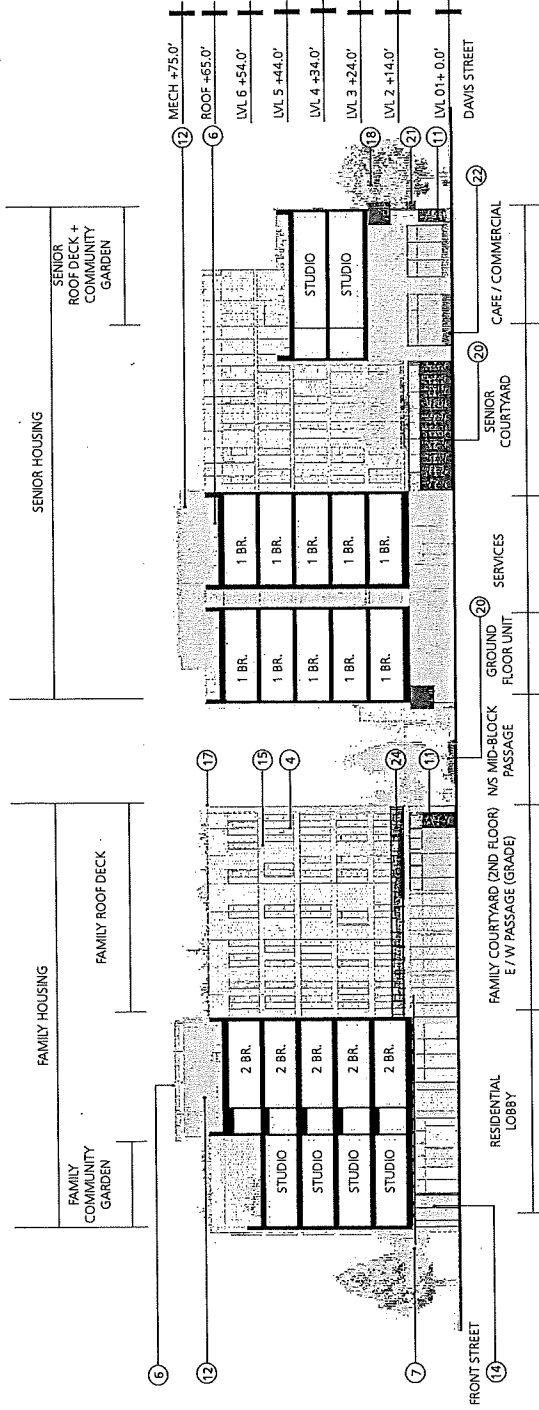 FAMILY HOUSING
SENIOR HOUSING
FAMILY
COMMUNITY
GARDEN
FAMILY ROOF DECK
SENIOR
ROOF DECK +
COMMUNITY
GARDEN
6
12
7
FRONT STREET
14
17
15
4
24
11
20
12
6
18
21
11
22
20
MECH +75.0'
ROOF +65.0'
LVL 6 +54.0'
LVL 5 +44.0'
LVL 4 +34.0'
LVL 3 +24.0'
LVL 2 +14.0'
LVL 01+ 0.0'
DAVIS STREET
2 BR.
STUDIO 2 BR.
STUDIO 2 BR.
STUDIO 2 BR.
STUDIO 2 BR.
1 BR. 1 BR.
1 BR. 1 BR.
1 BR. 1 BR.
1 BR. 1 BR.
1 BR. 1 BR.
STUDIO
STUDIO
RESIDENTIAL
LOBBY
FAMILY COURTYARD (2ND FLOOR)
E / W PASSAGE (GRADE)
N/S MID-BLOCK
PASSAGE
GROUND
FLOOR UNIT
SERVICES
SENIOR
COURTYARD
CAFE / COMMERCIAL